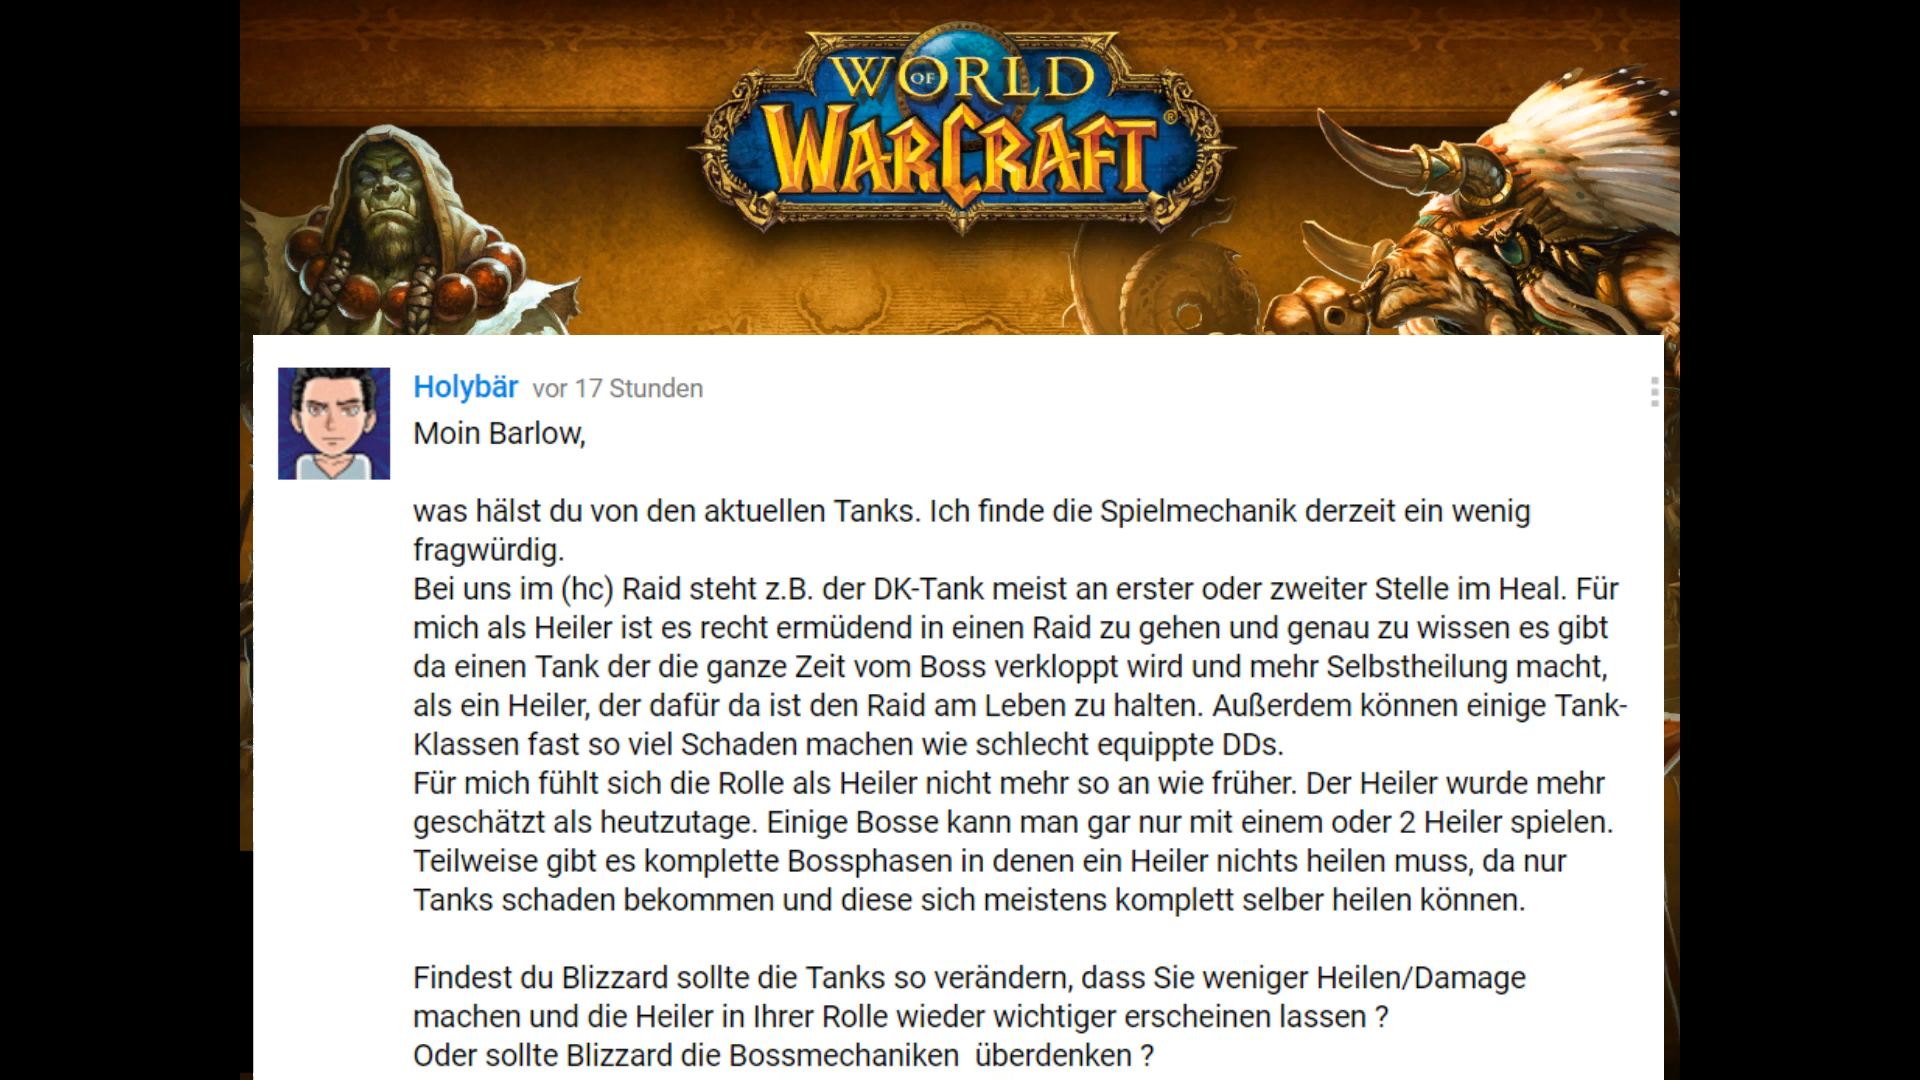 WORLD OF
WARCRAFT®
Holybär vor 17 Stunden
Moin Barlow,
was hälst du von den aktuellen Tanks. Ich finde die Spielmechanik derzeit ein wenig
fragwürdig.
Bei uns im (hc) Raid steht z.B. der DK-Tank meist an erster oder zweiter Stelle im Heal. Für
mich als Heiler ist es recht ermüdend in einen Raid zu gehen und genau zu wissen es gibt
da einen Tank der die ganze Zeit vom Boss verkloppt wird und mehr Selbstheilung macht,
als ein Heiler, der dafür da ist den Raid am Leben zu halten. Außerdem können einige Tank-
Klassen fast so viel Schaden machen wie schlecht equippte DDs.
Für mich fühlt sich die Rolle als Heiler nicht mehr so an wie früher. Der Heiler wurde mehr
geschätzt als heutzutage. Einige Bosse kann man gar nur mit einem oder 2 Heiler spielen.
Teilweise gibt es komplette Bossphasen in denen ein Heiler nichts heilen muss, da nur
Tanks schaden bekommen und diese sich meistens komplett selber heilen können.
Findest du Blizzard sollte die Tanks so verändern, dass Sie weniger Heilen/Damage
machen und die Heiler in Ihrer Rolle wieder wichtiger erscheinen lassen ?
Oder sollte Blizzard die Bossmechaniken  überdenken ?